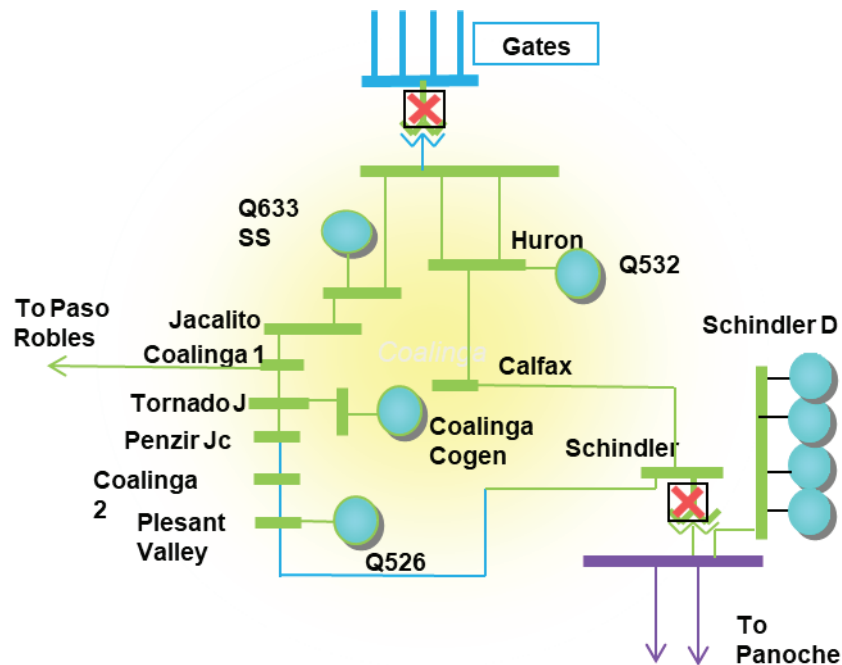 Gates
Q633
SS
Huron
Q532
To Paso
Robles
Jacalito
Schindler D
Coalinga 1
Coalinga
Calfax
Tornado J
Coalinga
Cogen
Penzir Jc
Schindler
Coalinga
2
Plesant
Valley
Q526
To
Panoche